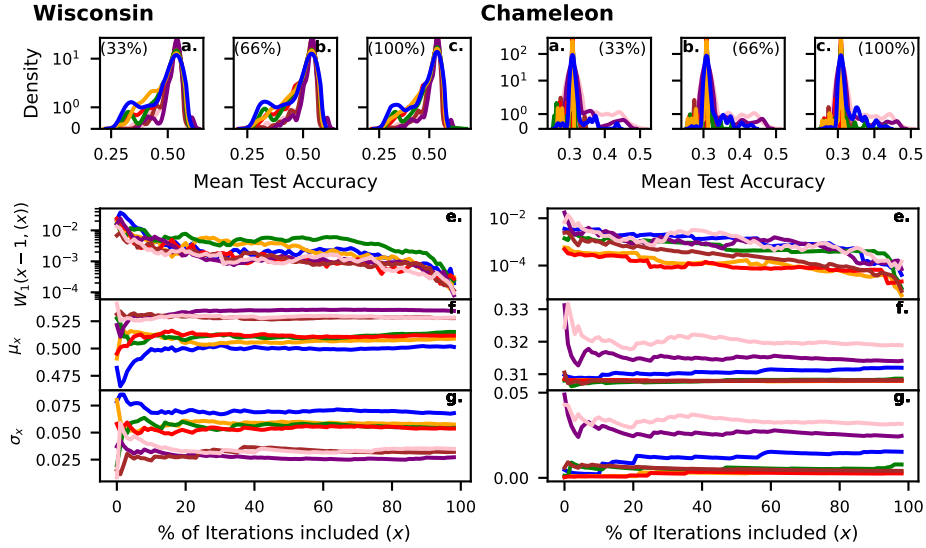 Wisconsin
Chameleon
(33%) a. (66%) b. (100%) c.
a. (33%) b. (66%) c. (100%)
Density
10¹
10⁰
0
10²
10¹
10⁰
0
0.25 0.50 0.25 0.50 0.25 0.50
0.3 0.4 0.5 0.3 0.4 0.5 0.3 0.4 0.5
Mean Test Accuracy
Mean Test Accuracy
W₁(x − 1, (x))
10⁻²
10⁻³
10⁻⁴
e.
10⁻²
10⁻⁴
e.
μₓ
0.525
0.500
0.475
f.
0.33
0.32
0.31
f.
σₓ
0.075
0.050
0.025
g.
0.05
0.00
g.
0 20 40 60 80 100
0 20 40 60 80 100
% of Iterations included (x)
% of Iterations included (x)